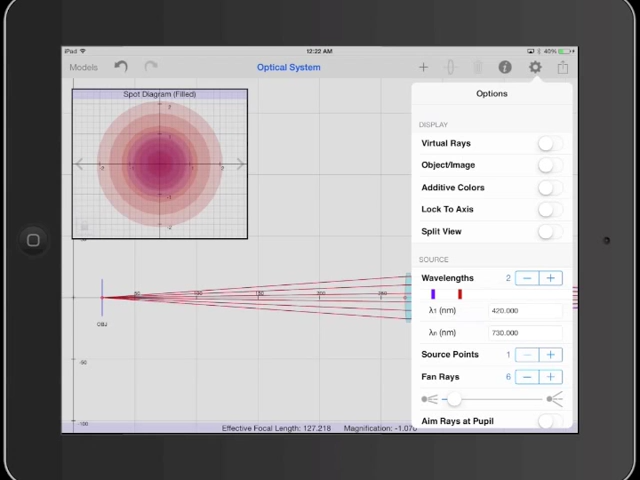 iPad
12:22 AM
40%
Models
Optical System
Options
Spot Diagram (Filled)
DISPLAY
Virtual Rays
Object/Image
Additive Colors
Lock To Axis
Split View
SOURCE
Wavelengths 2 − +
λ1 (nm) 420.000
λn (nm) 730.000
Source Points 1 − +
Fan Rays 6 − +
Aim Rays at Pupil
OBJ
Effective Focal Length: 127.218 Magnification: -1.070